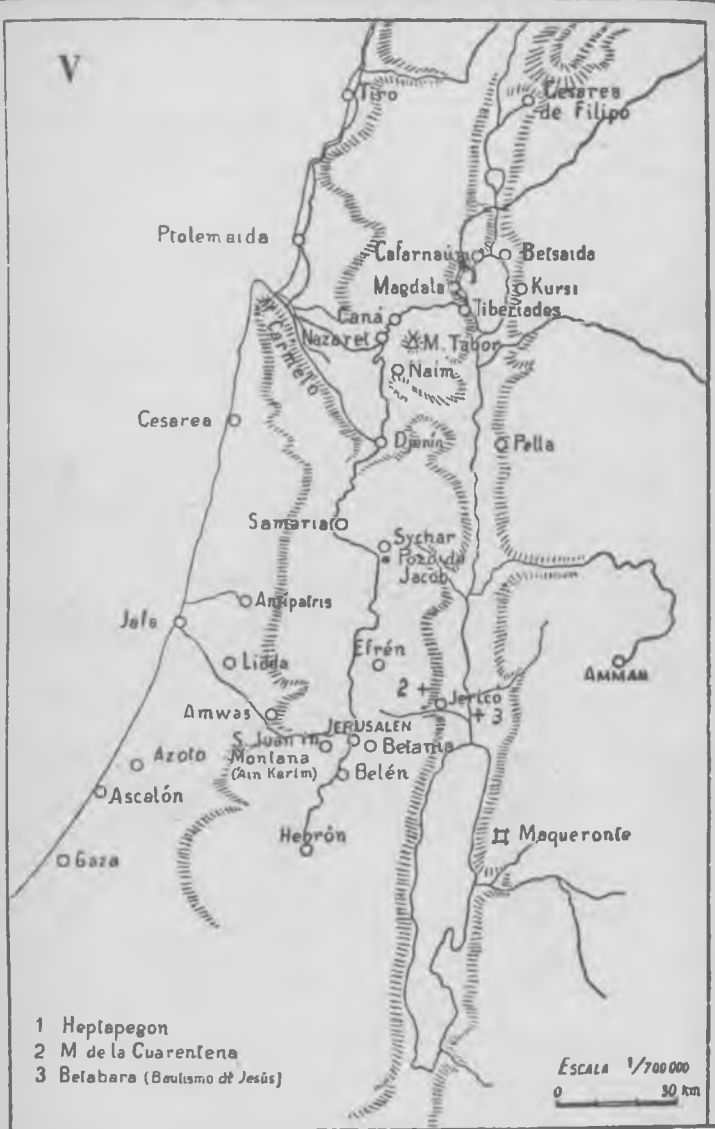 V
Tiro
Cesarea
de Filipo
Ptolemaida
Cafarnaúm
Betsaida
1
Magdala
Kursi
Tiberiades
Caná
Nazaret
M. Tabor
Carmelo
Naim
Cesarea
Djenin
Pella
Samaria
Sychar
Pozo de
Jacob
Antipatris
Jafa
Lidda
Efrén
AMMAN
2
Jericó
3
Amwas
JERUSALEN
S. Juan in
Montana
(Ain Karim)
Betania
Azoto
Belén
Ascalón
Hebrón
Maqueronte
Gaza
1 Heptapegon
2 M de la Cuarentena
3 Betabara (Bautismo de Jesús)
ESCALA 1/700000
0 30 km